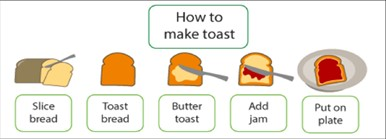 How to
make toast
Slice
bread
Toast
bread
Butter
toast
Add
jam
Put on
plate